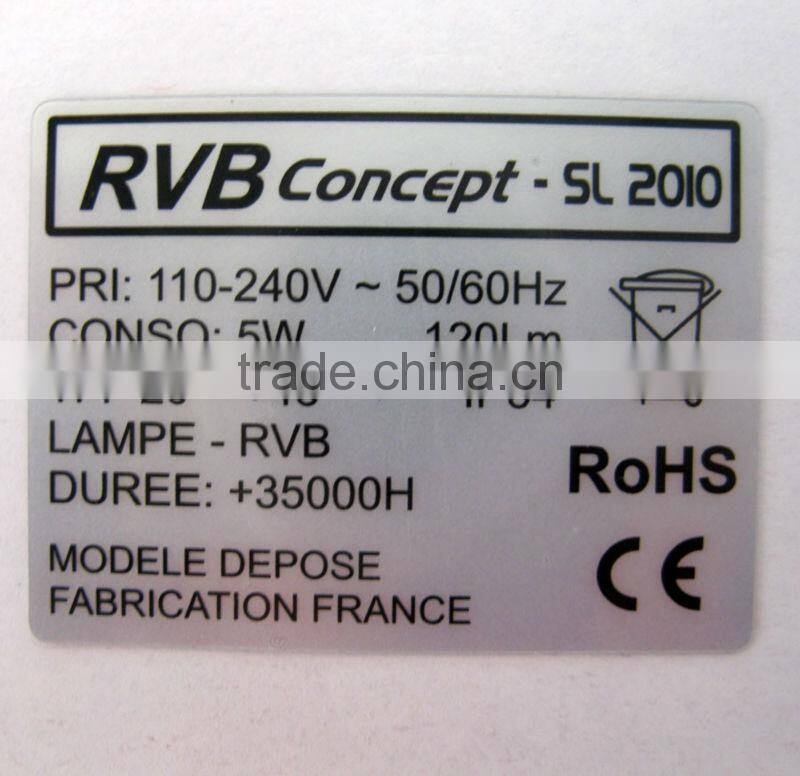 RVB Concept - SL 2010
PRI: 110-240V ~ 50/60Hz
CONSO: 5W 120Lm
trade.china.cn
LAMPE - RVB
DUREE: +35000H
RoHS
MODELE DEPOSE
FABRICATION FRANCE
CE